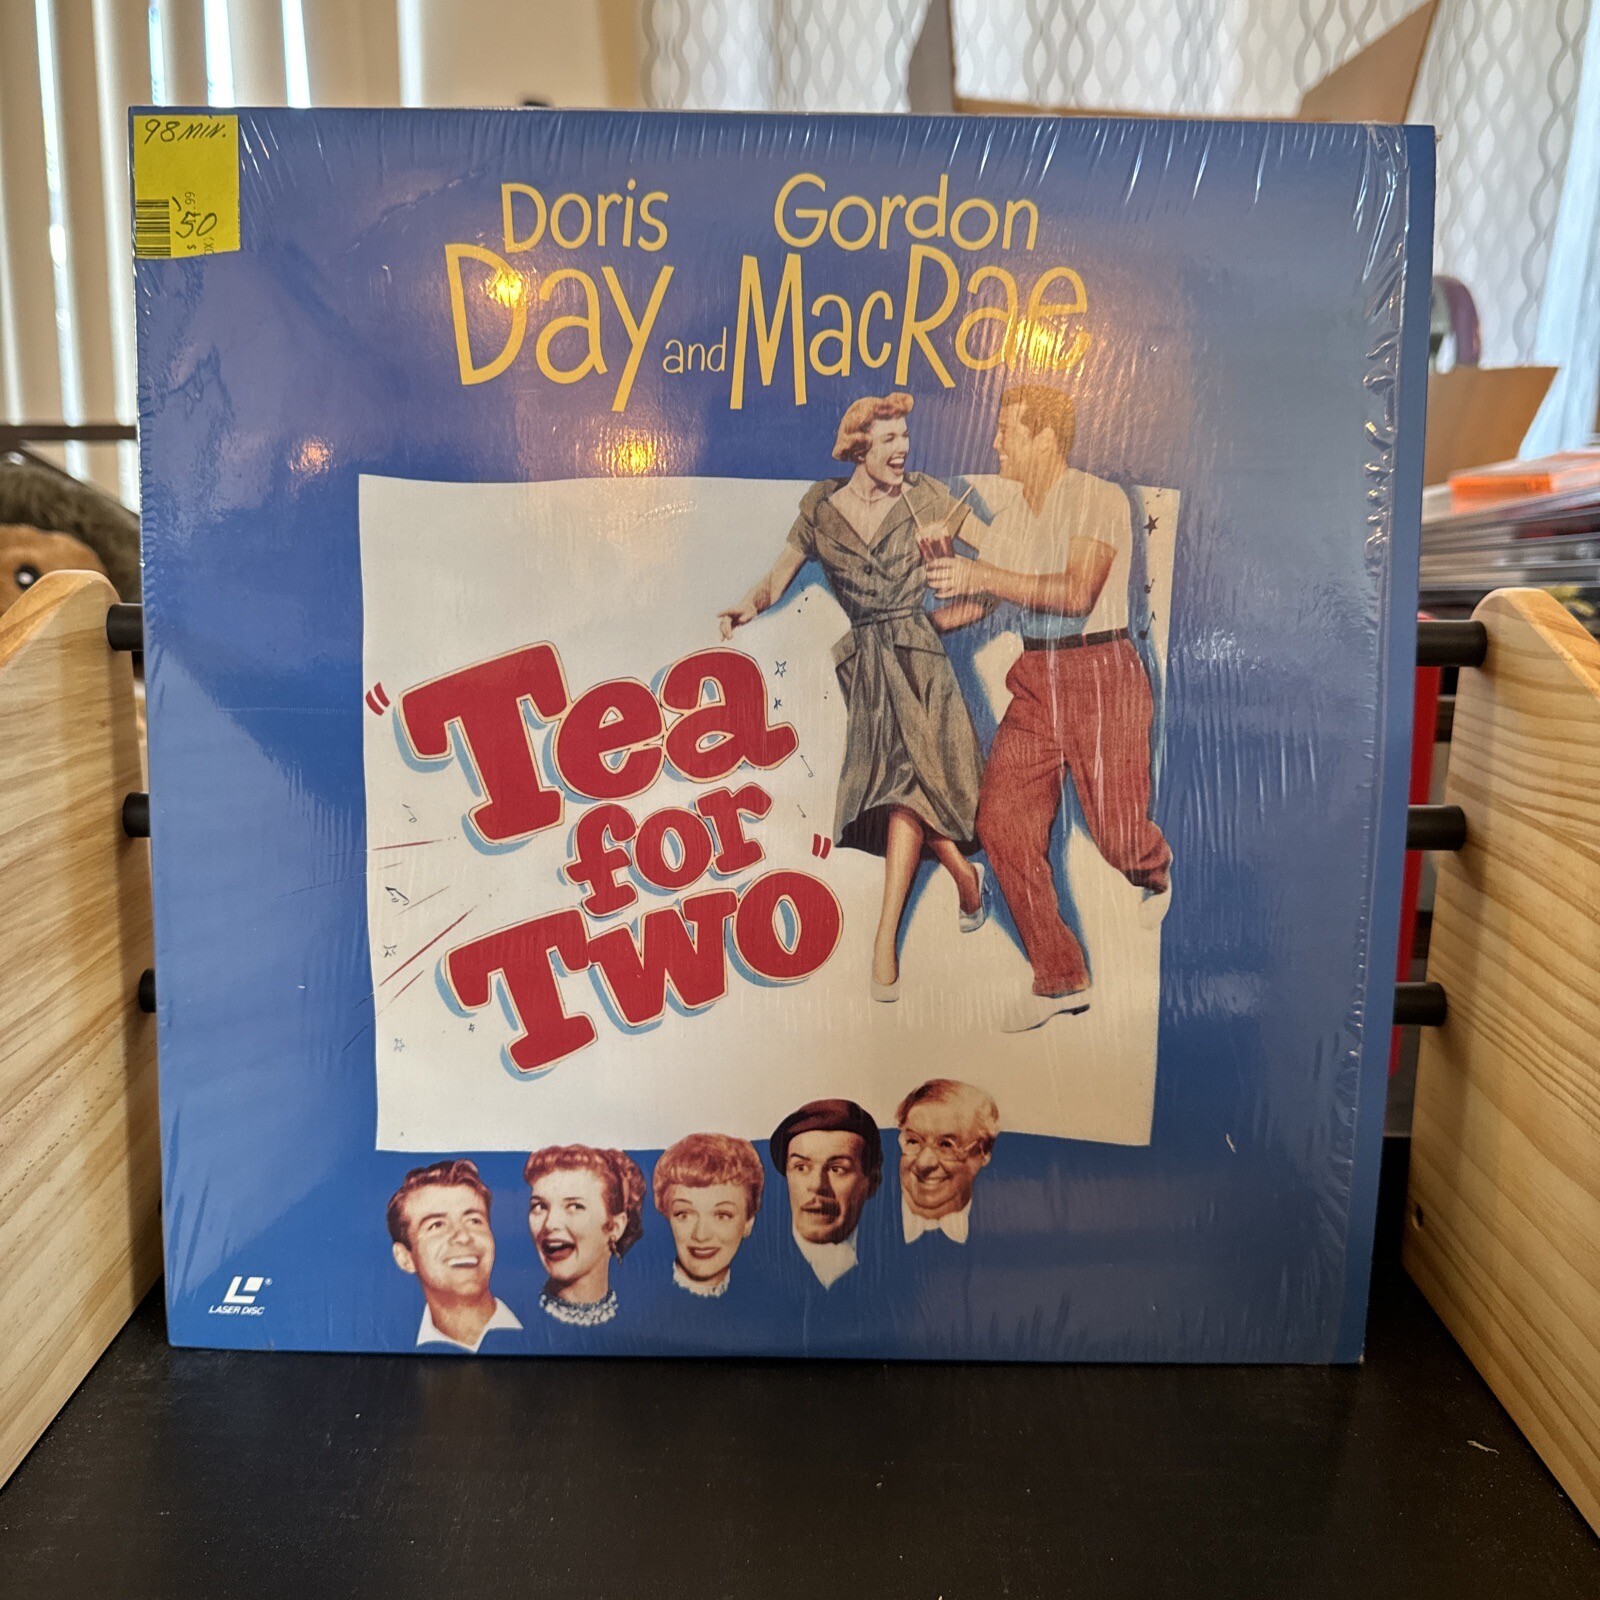 98 MIN.
50
Doris Gordon
Day and MacRae
"Tea
for
Two"
LASER DISC